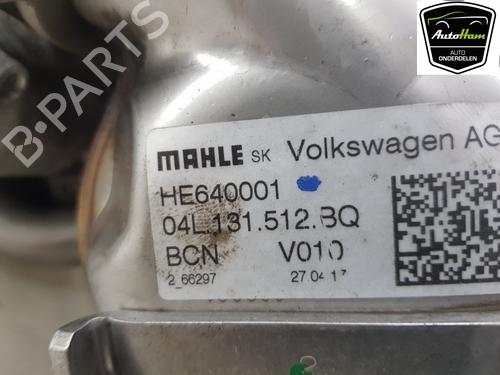 AutoHam
AUTO
ONDERDELEN
B-PARTS
MAHLE SK Volkswagen AG
HE640001
04L.131.512.BQ
BCN V010
2_66297 27.04.17